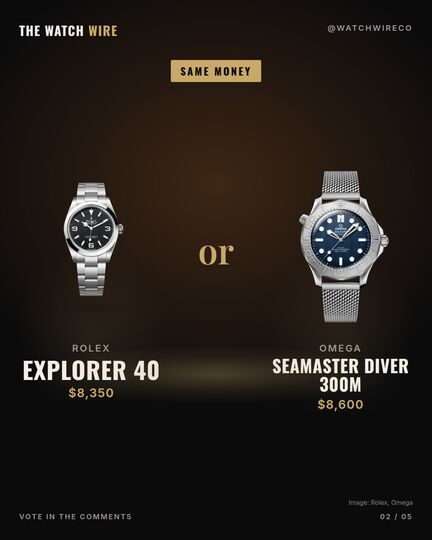 THE WATCH WIRE
@WATCHWIRECO
SAME MONEY
or
ROLEX
EXPLORER 40
$8,350
OMEGA
SEAMASTER DIVER
300M
$8,600
Image: Rolex, Omega
VOTE IN THE COMMENTS
02 / 05